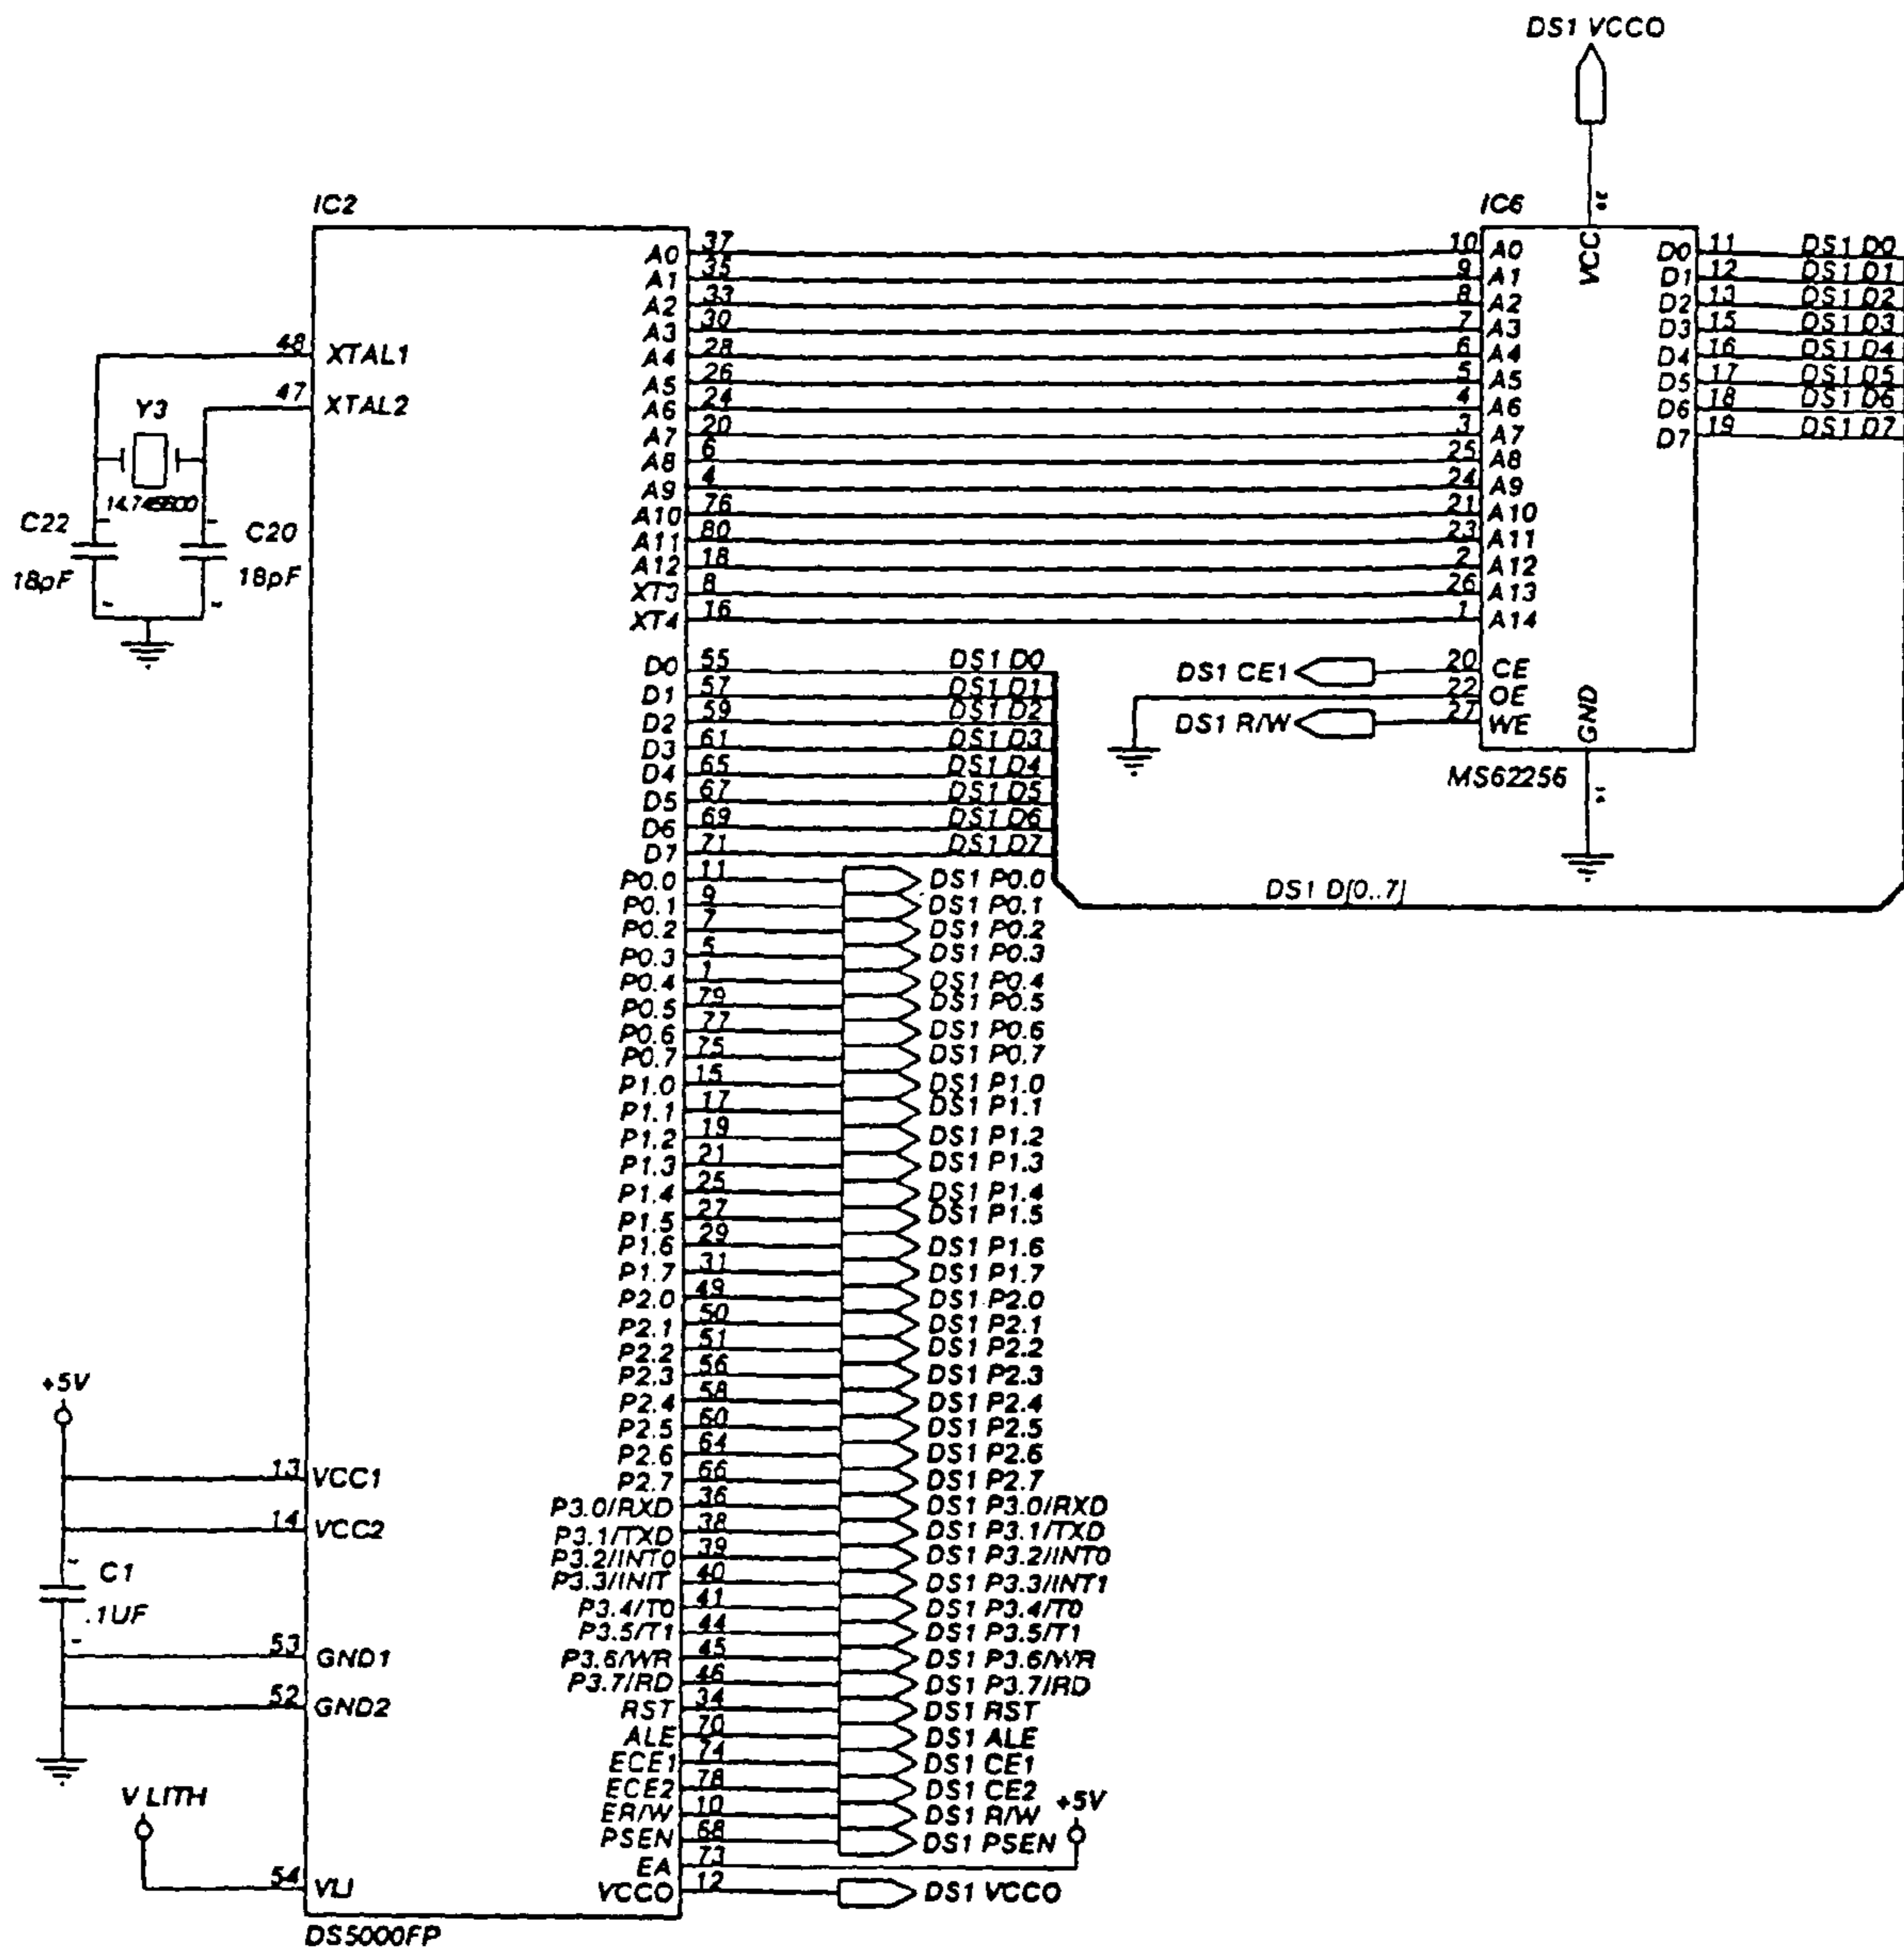 DS1 VCCO
IC2
IC6
A0 37
A1 35
A2 33
A3 30
A4 28
A5 26
A6 24
A7 20
A8 6
A9 4
A10 76
A11 80
A12 18
XT3 8
XT4 16
10 A0
9 A1
8 A2
7 A3
6 A4
5 A5
4 A6
3 A7
25 A8
24 A9
21 A10
23 A11
2 A12
26 A13
1 A14
20 CE
22 OE
27 WE
VCC
GND
D0 11 DS1 D0
D1 12 DS1 D1
D2 13 DS1 D2
D3 15 DS1 D3
D4 16 DS1 D4
D5 17 DS1 D5
D6 18 DS1 D6
D7 19 DS1 D7
DS1 CE1
DS1 R/W
MS62256
48 XTAL1
47 XTAL2
Y3
C22
18pF
C20
18pF
D0 55 DS1 D0
D1 57 DS1 D1
D2 59 DS1 D2
D3 61 DS1 D3
D4 65 DS1 D4
D5 67 DS1 D5
D6 69 DS1 D6
D7 71 DS1 D7
DS1 D[0..7]
P0.0 11 DS1 P0.0
P0.1 9 DS1 P0.1
P0.2 7 DS1 P0.2
P0.3 5 DS1 P0.3
P0.4 1 DS1 P0.4
P0.5 79 DS1 P0.5
P0.6 77 DS1 P0.6
P0.7 75 DS1 P0.7
P1.0 15 DS1 P1.0
P1.1 17 DS1 P1.1
P1.2 19 DS1 P1.2
P1.3 21 DS1 P1.3
P1.4 25 DS1 P1.4
P1.5 27 DS1 P1.5
P1.6 29 DS1 P1.6
P1.7 31 DS1 P1.7
P2.0 49 DS1 P2.0
P2.1 50 DS1 P2.1
P2.2 51 DS1 P2.2
P2.3 56 DS1 P2.3
P2.4 58 DS1 P2.4
P2.5 60 DS1 P2.5
P2.6 64 DS1 P2.6
P2.7 66 DS1 P2.7
P3.0/RXD 36 DS1 P3.0/RXD
P3.1/TXD 38 DS1 P3.1/TXD
P3.2/INT0 39 DS1 P3.2/INT0
P3.3/INIT 40 DS1 P3.3/INT1
P3.4/T0 41 DS1 P3.4/T0
P3.5/T1 44 DS1 P3.5/T1
P3.6/WR 45 DS1 P3.6/WR
P3.7/RD 46 DS1 P3.7/RD
RST 34 DS1 RST
ALE 70 DS1 ALE
ECE1 74 DS1 CE1
ECE2 78 DS1 CE2
ER/W 10 DS1 R/W
PSEN 68 DS1 PSEN
EA 73
+5V
VCCO 12 DS1 VCCO
+5V
13 VCC1
14 VCC2
C1
.1UF
53 GND1
52 GND2
V LITH
54 VLI
DS5000FP